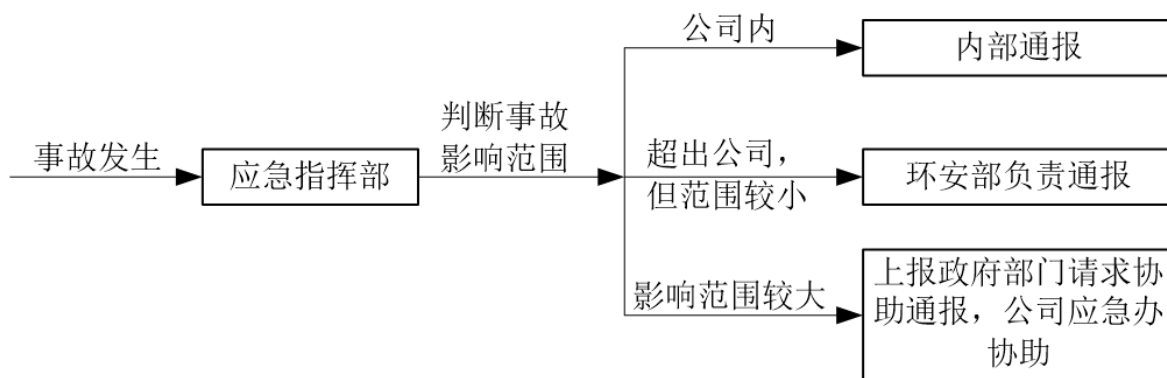 事故发生
应急指挥部
判断事故
影响范围
公司内
内部通报
超出公司，
但范围较小
环安部负责通报
影响范围较大
上报政府部门请求协
助通报，公司应急办
协助